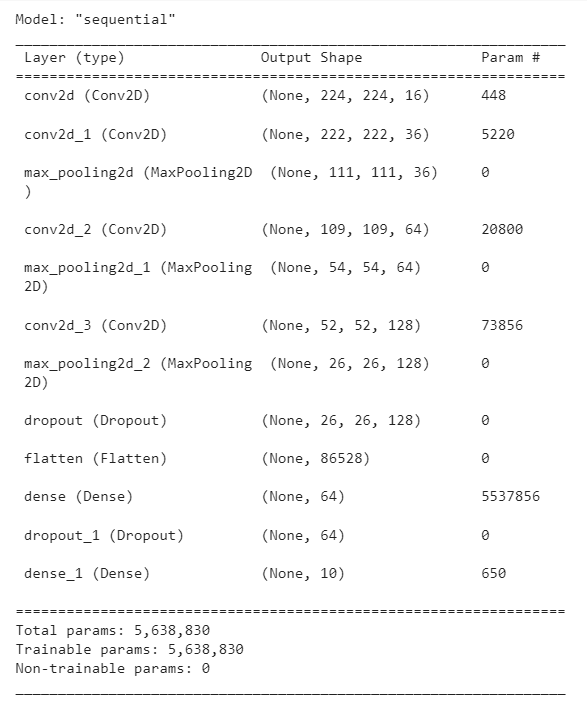 Model: "sequential"
_________________________________________________________________
Layer (type) Output Shape Param #
=================================================================
conv2d (Conv2D) (None, 224, 224, 16) 448
conv2d_1 (Conv2D) (None, 222, 222, 36) 5220
max_pooling2d (MaxPooling2D (None, 111, 111, 36) 0
)
conv2d_2 (Conv2D) (None, 109, 109, 64) 20800
max_pooling2d_1 (MaxPooling (None, 54, 54, 64) 0
2D)
conv2d_3 (Conv2D) (None, 52, 52, 128) 73856
max_pooling2d_2 (MaxPooling (None, 26, 26, 128) 0
2D)
dropout (Dropout) (None, 26, 26, 128) 0
flatten (Flatten) (None, 86528) 0
dense (Dense) (None, 64) 5537856
dropout_1 (Dropout) (None, 64) 0
dense_1 (Dense) (None, 10) 650
=================================================================
Total params: 5,638,830
Trainable params: 5,638,830
Non-trainable params: 0
_________________________________________________________________